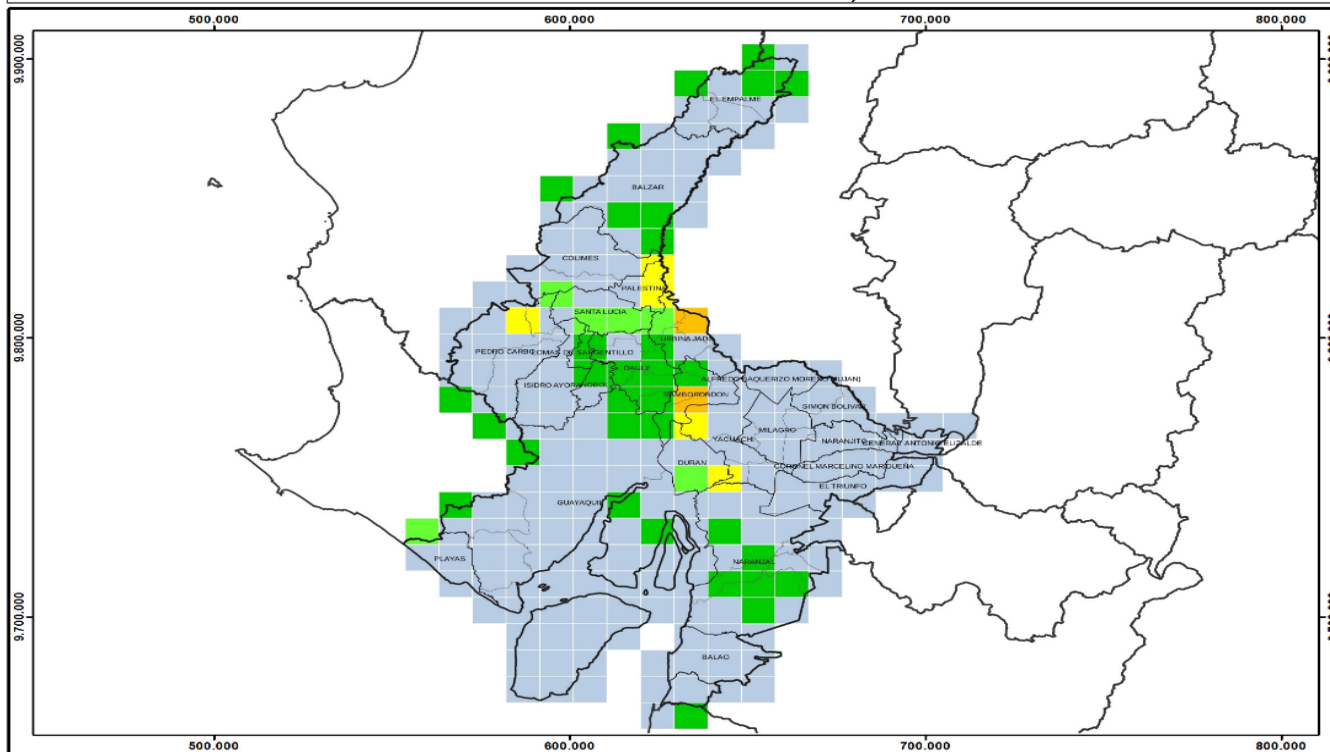 500.000 600.000 700.000 800.000
9.900.000
EL EMPALME
BALZAR
COLIMES
PALESTINA
SANTA LUCIA
9.800.000
URBINA JADO
PEDRO CARBO LOMAS DE SARGENTILLO
DAULE
ALFREDO BAQUERIZO MORENO (JUJAN)
ISIDRO AYORA NOBOL
SAMBORONDON
SIMON BOLIVAR
MILAGRO
YAGUACHI
NARANJITO
GENERAL ANTONIO ELIZALDE
DURAN
CORONEL MARCELINO MARIDUEÑA
EL TRIUNFO
GUAYAQUIL
PLAYAS
NARANJAL
9.700.000
BALAO
500.000 600.000 700.000 800.000